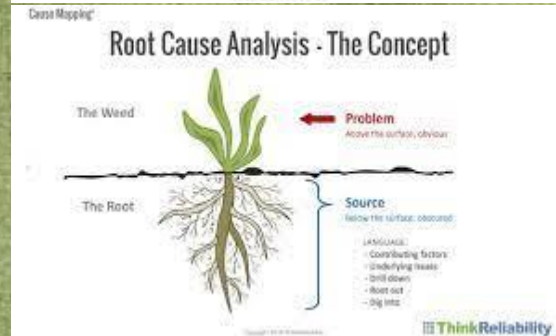 Cause Mapping®
Root Cause Analysis - The Concept
The Weed
Problem
Above the surface, obvious
The Root
Source
Below the surface, obscured
LANGUAGE:
- Contributing factors
- Underlying issues
- Drill down
- Root out
- Dig into
ThinkReliability